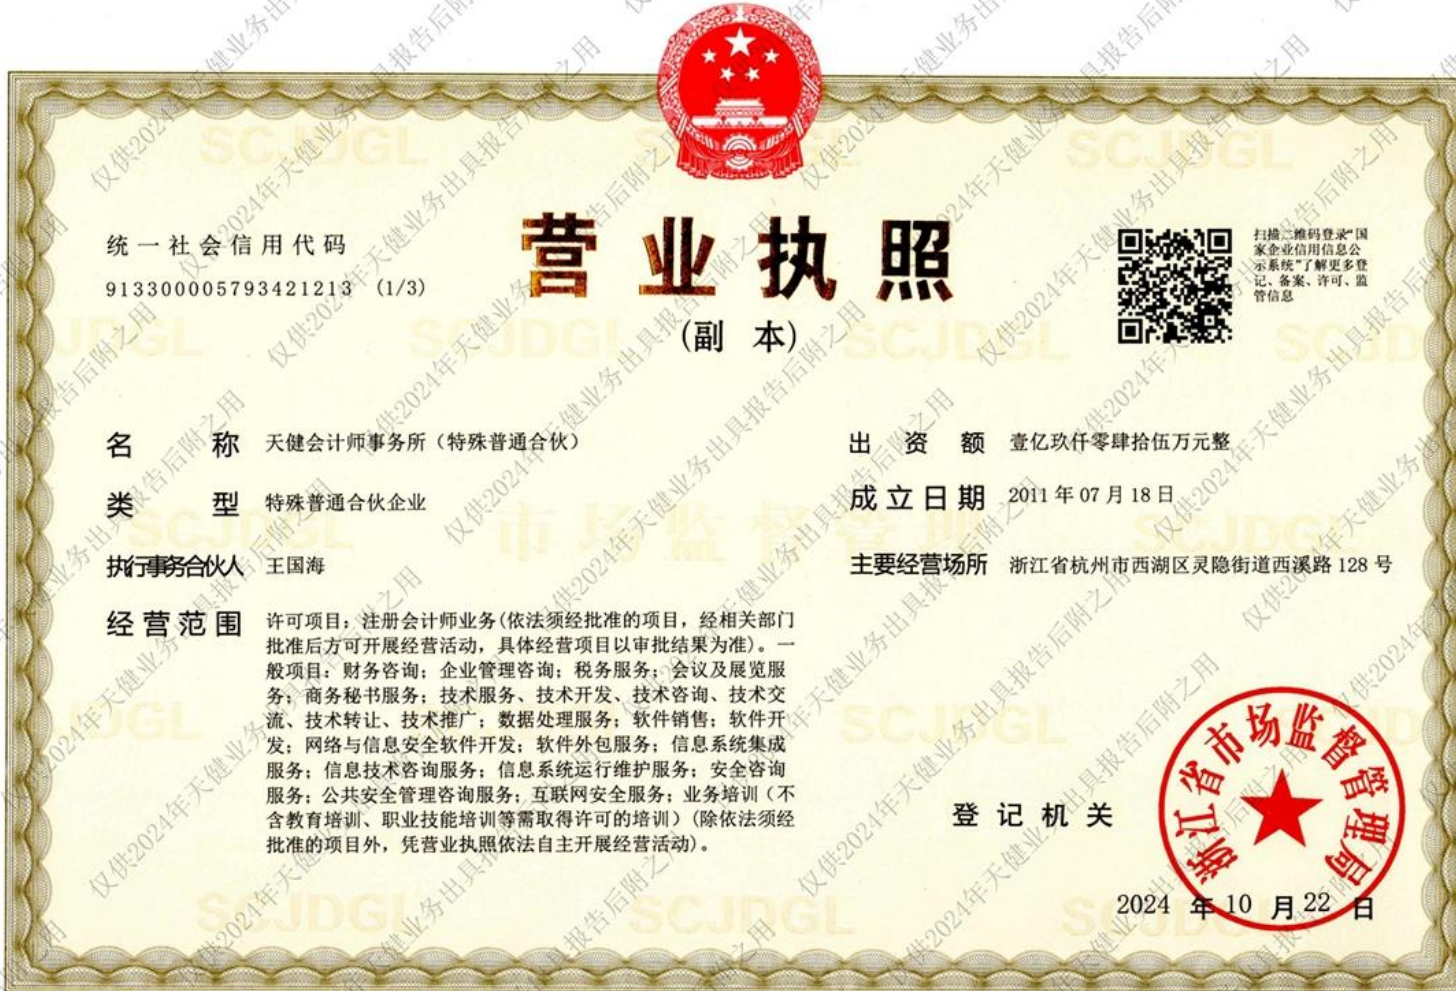 营业执照
(副 本)
统一社会信用代码
913300005793421213 (1/3)
扫描二维码登录“国
家企业信用信息公
示系统”了解更多登
记、备案、许可、监
管信息
名 称 天健会计师事务所（特殊普通合伙）
类 型 特殊普通合伙企业
执行事务合伙人 王国海
经营范围 许可项目：注册会计师业务(依法须经批准的项目，经相关部门
批准后方可开展经营活动，具体经营项目以审批结果为准)。一
般项目：财务咨询；企业管理咨询；税务服务；会议及展览服
务；商务秘书服务；技术服务、技术开发、技术咨询、技术交
流、技术转让、技术推广；数据处理服务；软件销售；软件开
发；网络与信息安全软件开发；软件外包服务；信息系统集成
服务；信息技术咨询服务；信息系统运行维护服务；安全咨询
服务；公共安全管理咨询服务；互联网安全服务；业务培训（不
含教育培训、职业技能培训等需取得许可的培训）(除依法须经
批准的项目外，凭营业执照依法自主开展经营活动)。
出 资 额 壹亿玖仟零肆拾伍万元整
成立日期 2011 年 07 月 18 日
主要经营场所 浙江省杭州市西湖区灵隐街道西溪路 128 号
登记机关
浙江省市场监督管理局
2024 年 10 月 22 日
仅供2024年天健业务出具报告后附之用
SCJDGL
市场监督管理